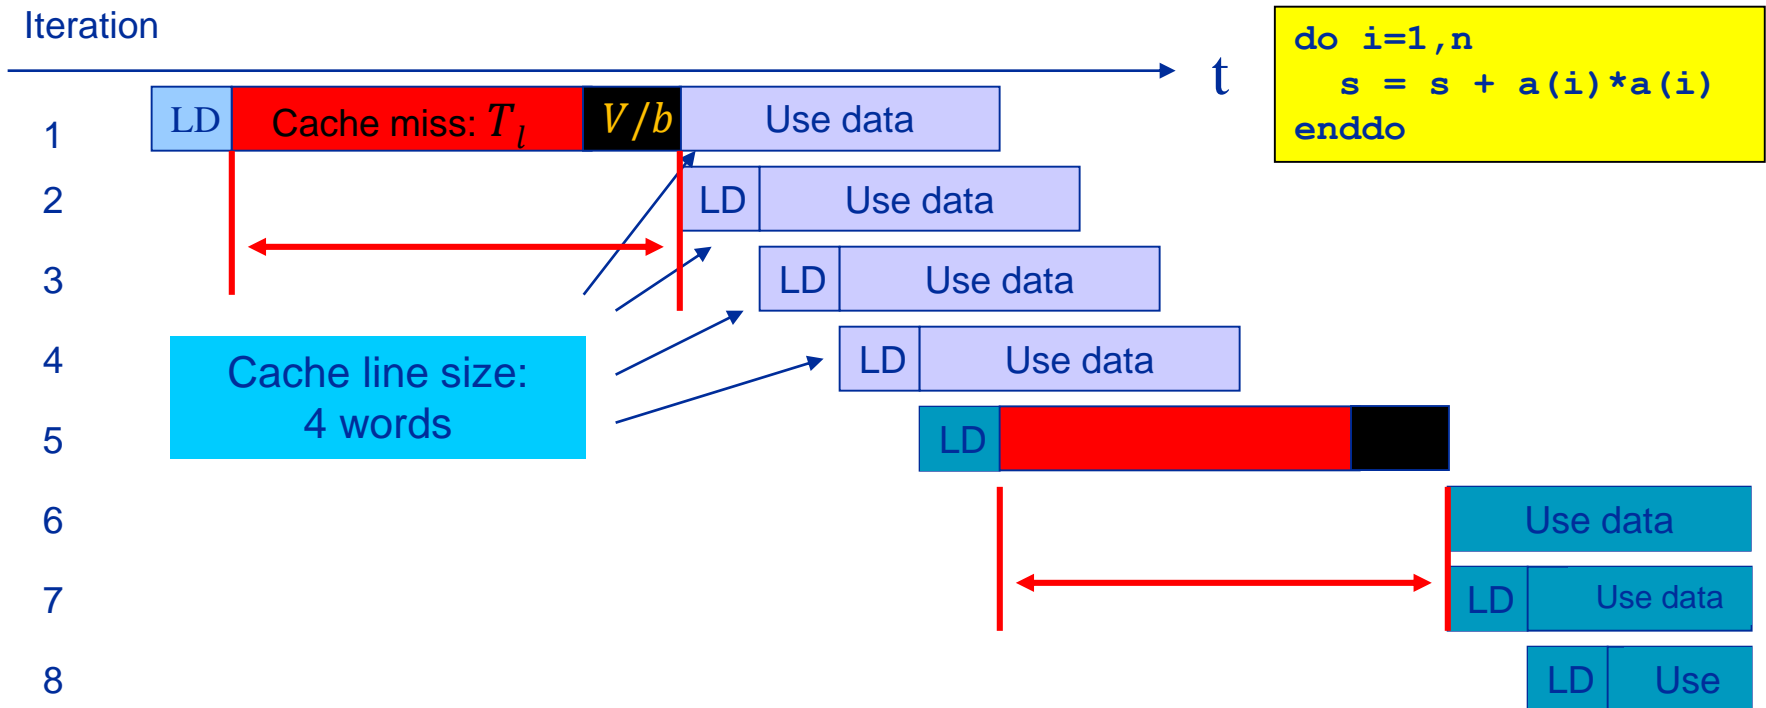 Iteration
t
do i=1,n
s = s + a(i)*a(i)
enddo
1 LD Cache miss: T_l V/b Use data
2 LD Use data
3 LD Use data
4 LD Use data
Cache line size:
4 words
5 LD
6 Use data
7 LD Use data
8 LD Use